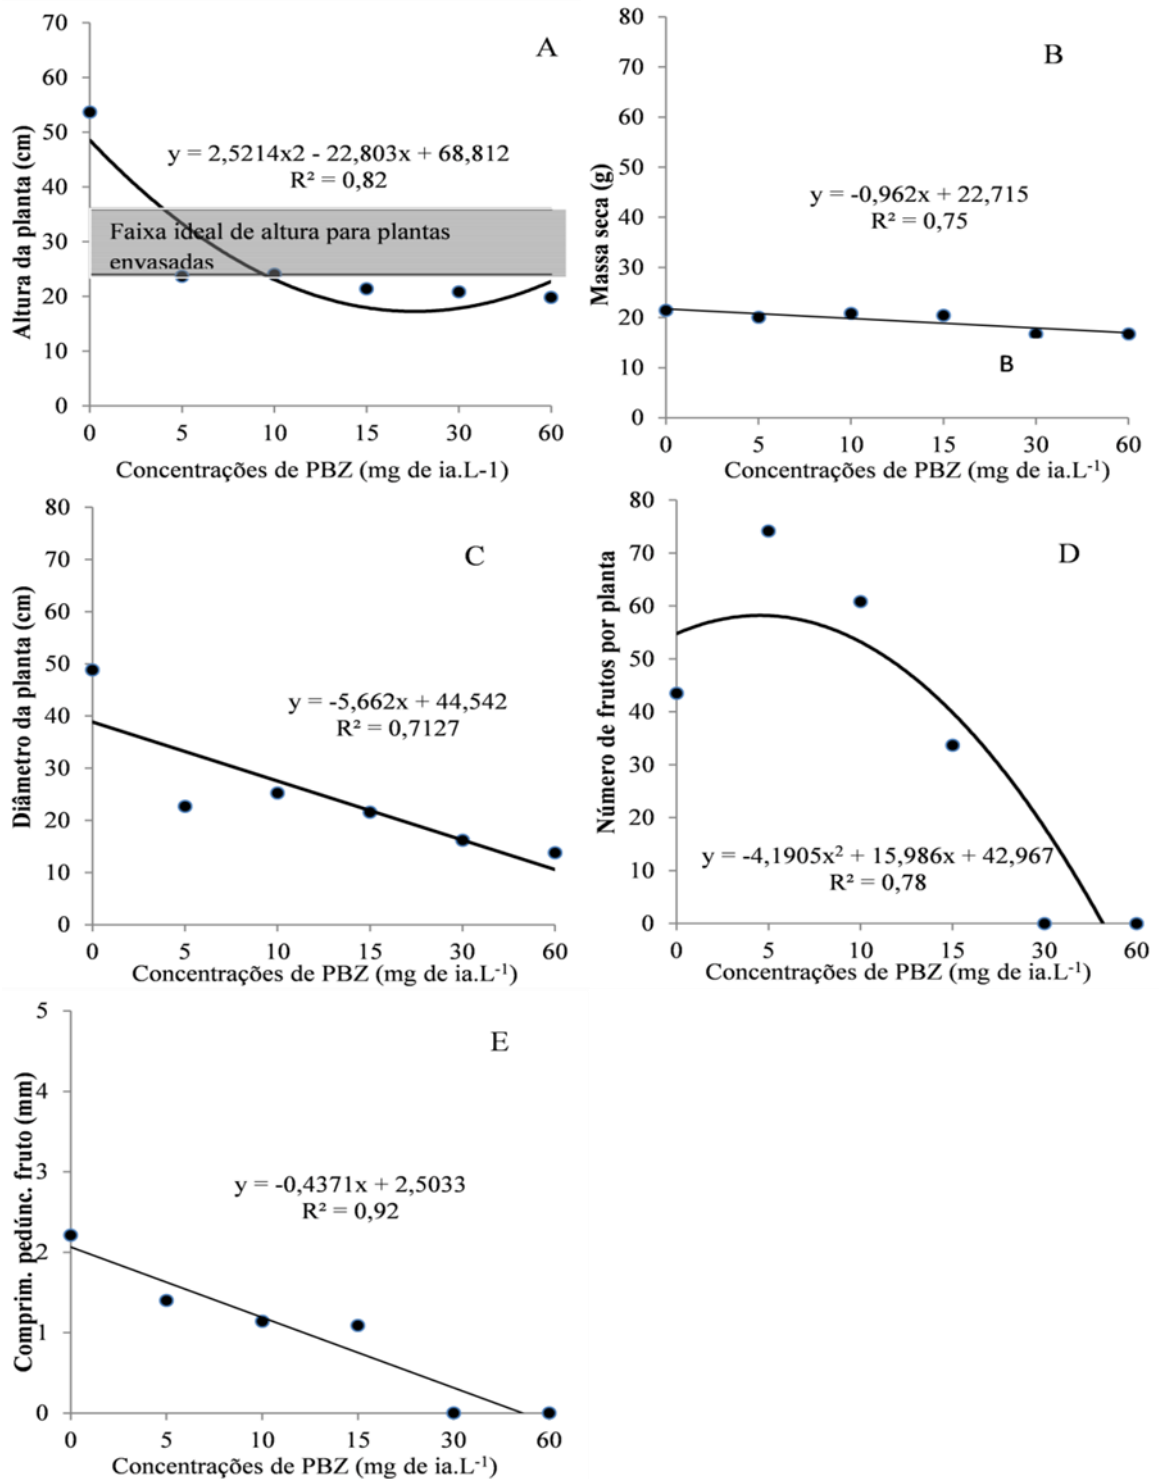 A
Altura da planta (cm)
70
60
50
40
30
20
10
0
y = 2,5214x2 - 22,803x + 68,812
R² = 0,82
Faixa ideal de altura para plantas
envasadas
0 5 10 15 30 60
Concentrações de PBZ (mg de ia.L-1)
B
Massa seca (g)
80
70
60
50
40
30
20
10
0
y = -0,962x + 22,715
R² = 0,75
B
0 5 10 15 30 60
Concentrações de PBZ (mg de ia.L⁻¹)
C
Diâmetro da planta (cm)
80
70
60
50
40
30
20
10
0
y = -5,662x + 44,542
R² = 0,7127
0 5 10 15 30 60
Concentrações de PBZ (mg de ia.L⁻¹)
D
Número de frutos por planta
80
70
60
50
40
30
20
10
0
y = -4,1905x² + 15,986x + 42,967
R² = 0,78
0 5 10 15 30 60
Concentrações de PBZ (mg de ia.L⁻¹)
E
Comprim. pedúnc. fruto (mm)
5
4
3
2
1
0
y = -0,4371x + 2,5033
R² = 0,92
0 5 10 15 30 60
Concentrações de PBZ (mg de ia.L⁻¹)